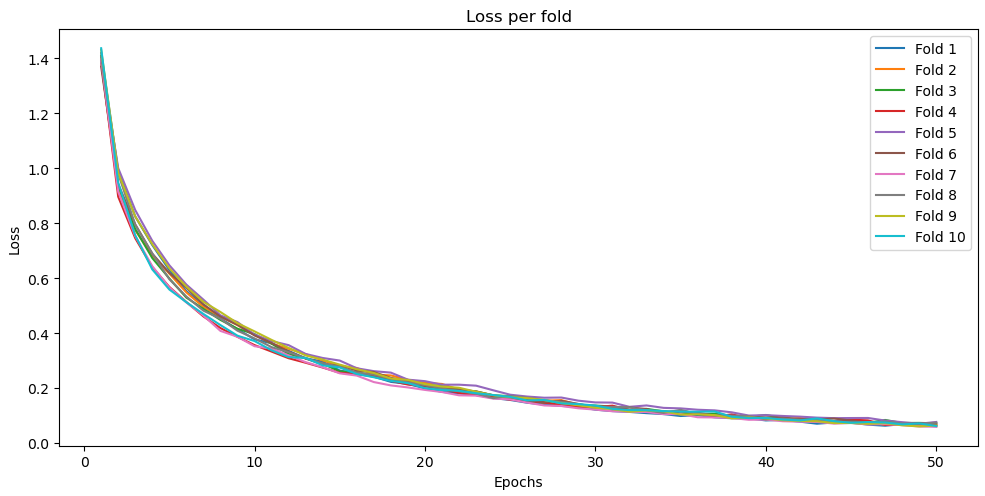 Loss per fold
Loss
1.4
1.2
1.0
0.8
0.6
0.4
0.2
0.0
Fold 1
Fold 2
Fold 3
Fold 4
Fold 5
Fold 6
Fold 7
Fold 8
Fold 9
Fold 10
0 10 20 30 40 50
Epochs